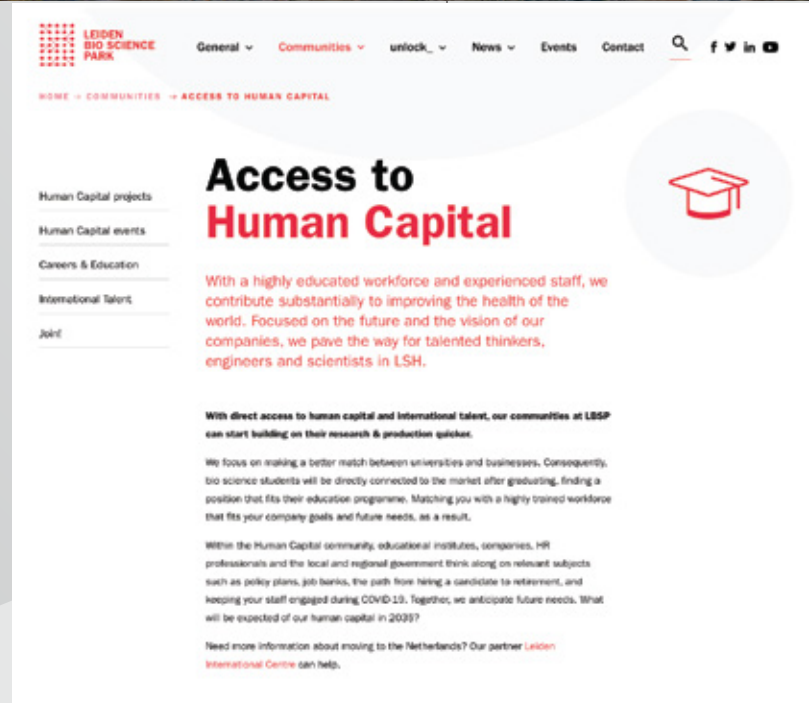 LEIDEN
BIO SCIENCE
PARK
General Communities unlock_ News Events Contact
HOME → COMMUNITIES → ACCESS TO HUMAN CAPITAL
Access to
Human Capital
Human Capital projects
Human Capital events
Careers & Education
International Talent
Join!
With a highly educated workforce and experienced staff, we
contribute substantially to improving the health of the
world. Focused on the future and the vision of our
companies, we pave the way for talented thinkers,
engineers and scientists in LSH.
With direct access to human capital and international talent, our communities at LBSP
can start building on their research & production quicker.
We focus on making a better match between universities and businesses. Consequently,
bio science students will be directly connected to the market after graduating, finding a
position that fits their education programme. Matching you with a highly trained workforce
that fits your company goals and future needs, as a result.
Within the Human Capital community, educational institutes, companies, HR
professionals and the local and regional government think along on relevant subjects
such as policy plans, job banks, the path from hiring a candidate to retirement, and
keeping your staff engaged during COVID-19. Together, we anticipate future needs. What
will be expected of our human capital in 2035?
Need more information about moving to the Netherlands? Our partner Leiden
International Centre can help.